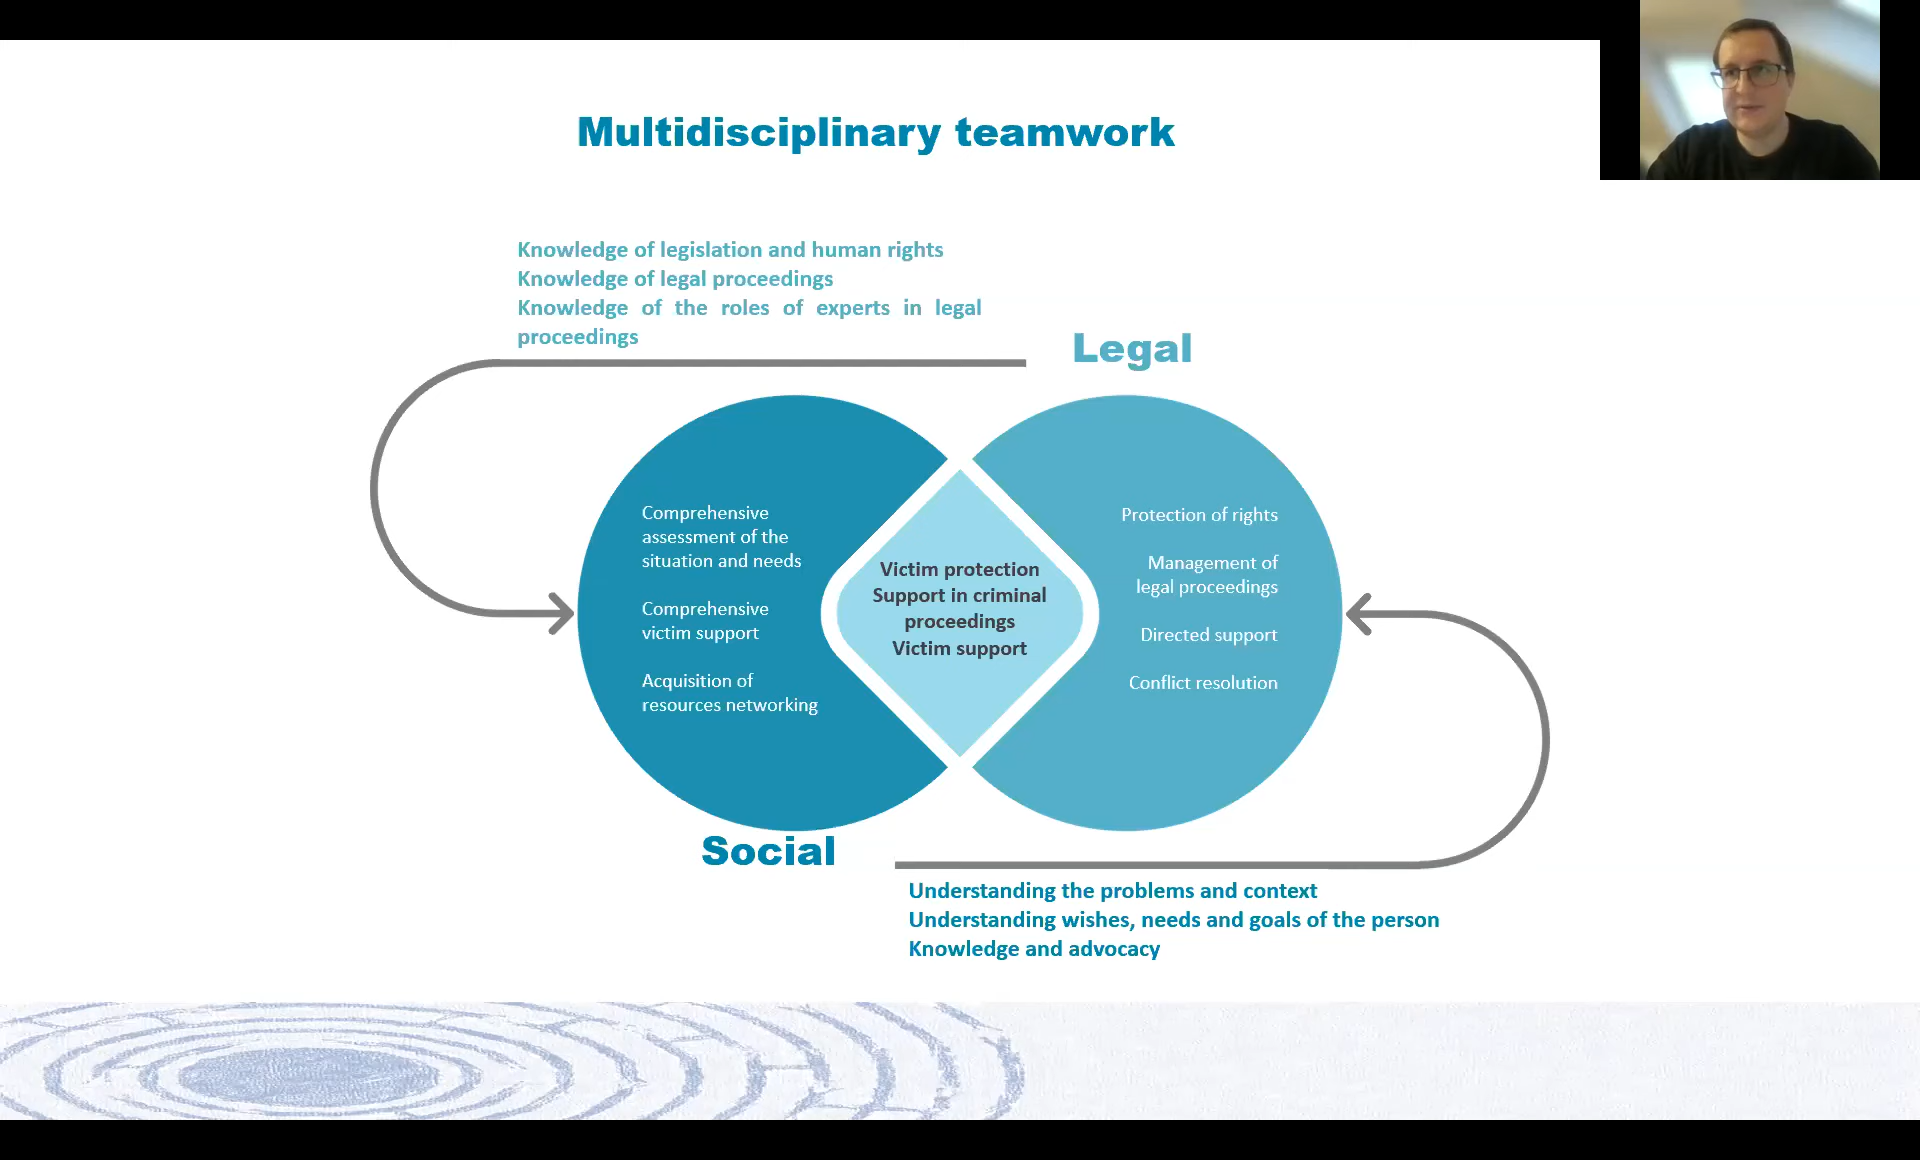 Multidisciplinary teamwork
Knowledge of legislation and human rights
Knowledge of legal proceedings
Knowledge of the roles of experts in legal
proceedings
Legal
Comprehensive
assessment of the
situation and needs
Comprehensive
victim support
Acquisition of
resources networking
Victim protection
Support in criminal
proceedings
Victim support
Protection of rights
Management of
legal proceedings
Directed support
Conflict resolution
Social
Understanding the problems and context
Understanding wishes, needs and goals of the person
Knowledge and advocacy